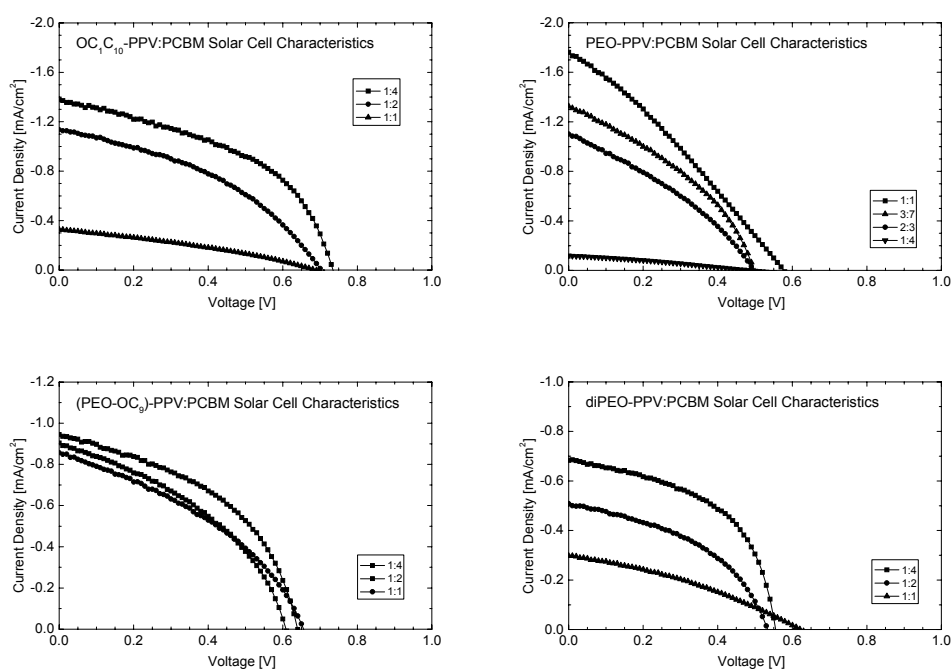 OC₁C₁₀-PPV:PCBM Solar Cell Characteristics
1:4
1:2
1:1
-2.0
-1.6
-1.2
-0.8
-0.4
0.0
Current Density [mA/cm²]
0.0 0.2 0.4 0.6 0.8 1.0
Voltage [V]
PEO-PPV:PCBM Solar Cell Characteristics
1:1
3:7
2:3
1:4
-2.0
-1.6
-1.2
-0.8
-0.4
0.0
Current Density [mA/cm²]
0.0 0.2 0.4 0.6 0.8 1.0
Voltage [V]
(PEO-OC₉)-PPV:PCBM Solar Cell Characteristics
1:4
1:2
1:1
-1.2
-1.0
-0.8
-0.6
-0.4
-0.2
0.0
Current Density [mA/cm²]
0.0 0.2 0.4 0.6 0.8 1.0
Voltage [V]
diPEO-PPV:PCBM Solar Cell Characteristics
1:4
1:2
1:1
-1.0
-0.8
-0.6
-0.4
-0.2
0.0
Current Density [mA/cm²]
0.0 0.2 0.4 0.6 0.8 1.0
Voltage [V]